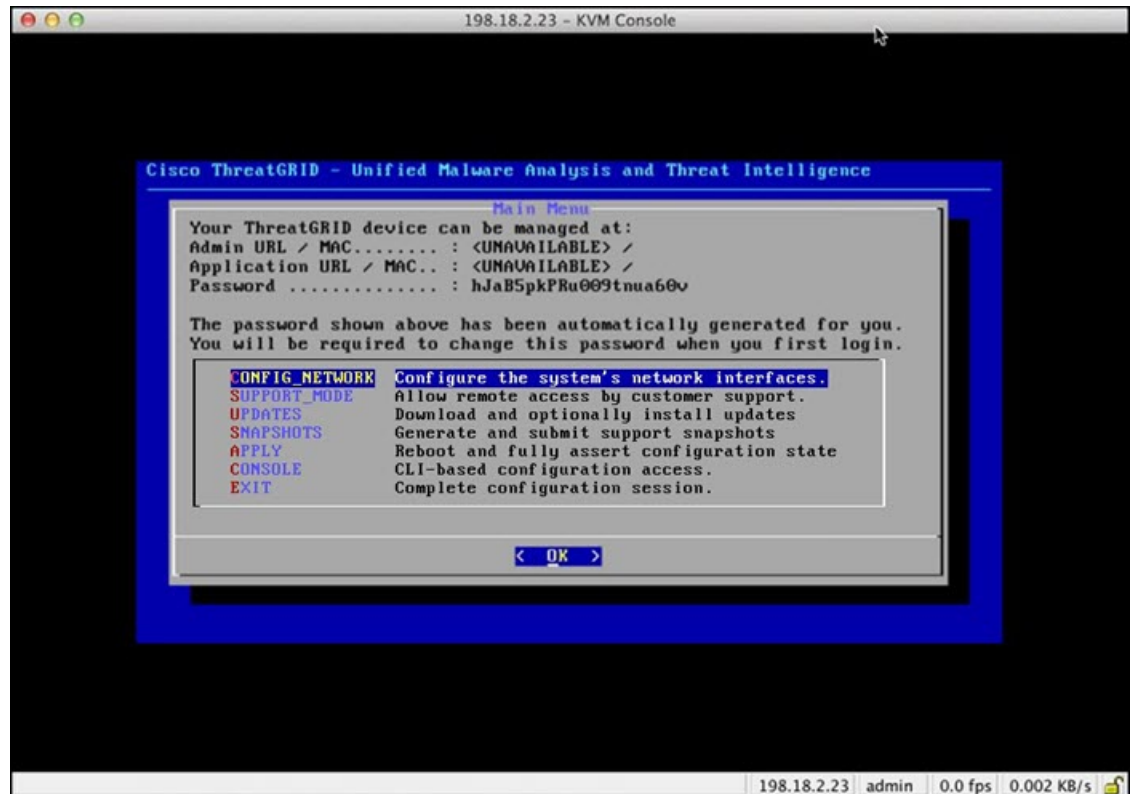 198.18.2.23 – KVM Console
Cisco ThreatGRID - Unified Malware Analysis and Threat Intelligence
Main Menu
Your ThreatGRID device can be managed at:
Admin URL / MAC........ : <UNAVAILABLE> /
Application URL / MAC.. : <UNAVAILABLE> /
Password .............. : hJaB5pkPRu009tnua60v
The password shown above has been automatically generated for you.
You will be required to change this password when you first login.
CONFIG_NETWORK Configure the system's network interfaces.
SUPPORT_MODE Allow remote access by customer support.
UPDATES Download and optionally install updates
SNAPSHOTS Generate and submit support snapshots
APPLY Reboot and fully assert configuration state
CONSOLE CLI-based configuration access.
EXIT Complete configuration session.
< OK >
198.18.2.23 admin 0.0 fps 0.002 KB/s